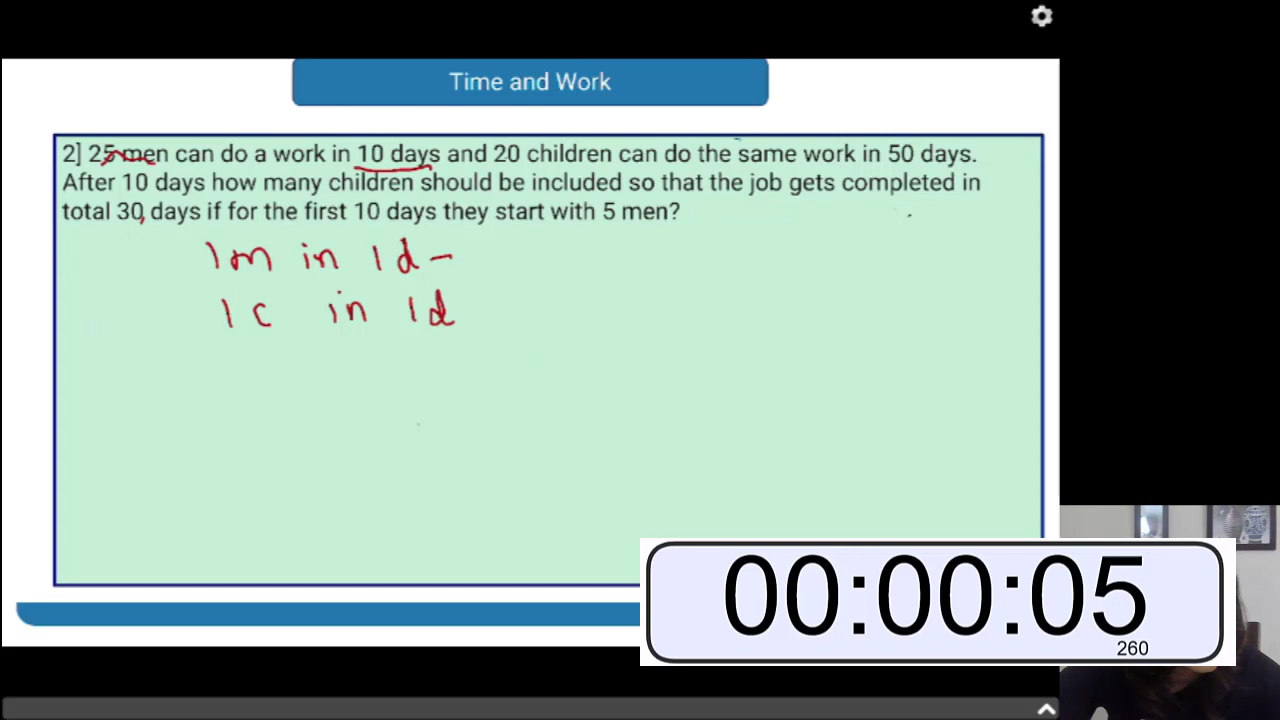 Time and Work
2] 25 men can do a work in 10 days and 20 children can do the same work in 50 days.
After 10 days how many children should be included so that the job gets completed in
total 30 days if for the first 10 days they start with 5 men?
1m in 1d -
1c in 1d
00:00:05
260